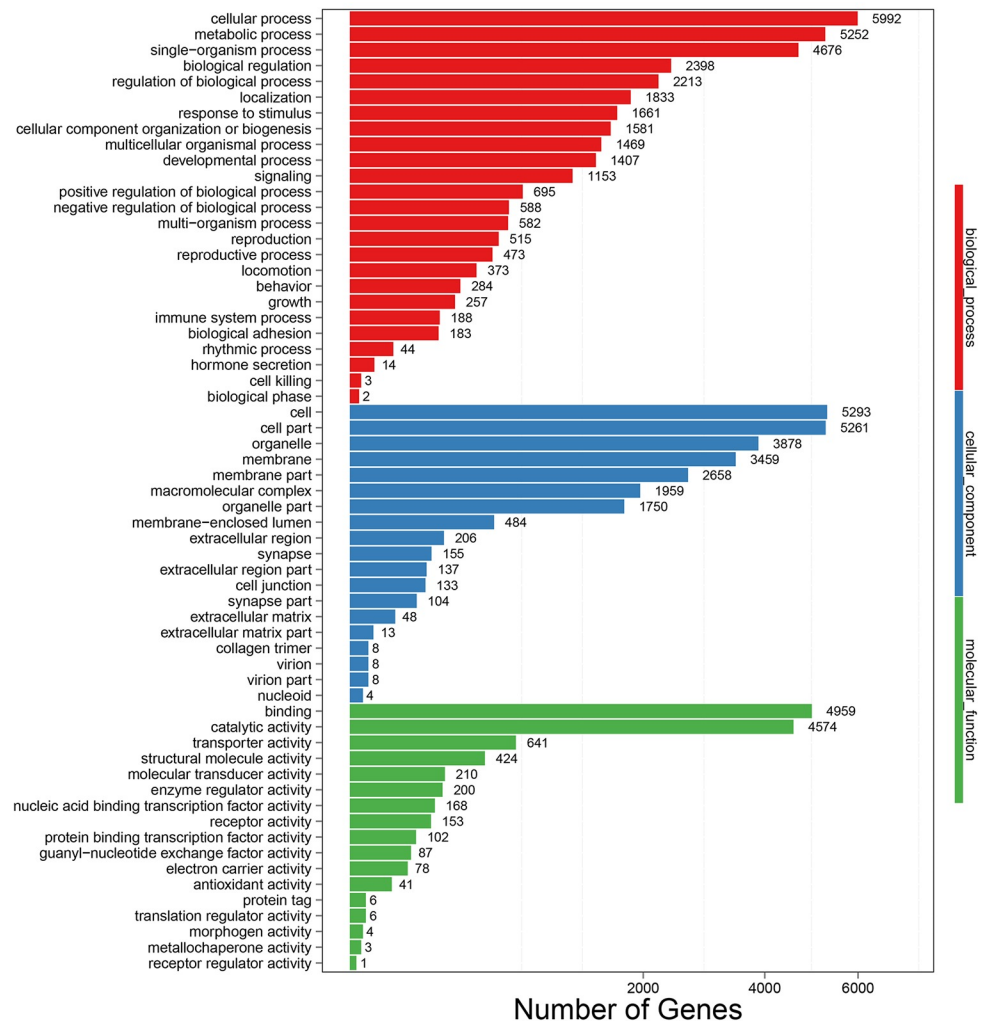 cellular process 5992
metabolic process 5252
single-organism process 4676
biological regulation 2398
regulation of biological process 2213
localization 1833
response to stimulus 1661
cellular component organization or biogenesis 1581
multicellular organismal process 1469
developmental process 1407
signaling 1153
positive regulation of biological process 695
negative regulation of biological process 588
multi-organism process 582
reproduction 515
reproductive process 473
locomotion 373
behavior 284
growth 257
immune system process 188
biological adhesion 183
rhythmic process 44
hormone secretion 14
cell killing 3
biological phase 2
cell 5293
cell part 5261
organelle 3878
membrane 3459
membrane part 2658
macromolecular complex 1959
organelle part 1750
membrane−enclosed lumen 484
extracellular region 206
synapse 155
extracellular region part 137
cell junction 133
synapse part 104
extracellular matrix 48
extracellular matrix part 13
collagen trimer 8
virion 8
virion part 8
nucleoid 4
binding 4959
catalytic activity 4574
transporter activity 641
structural molecule activity 424
molecular transducer activity 210
enzyme regulator activity 200
nucleic acid binding transcription factor activity 168
receptor activity 153
protein binding transcription factor activity 102
guanyl−nucleotide exchange factor activity 87
electron carrier activity 78
antioxidant activity 41
protein tag 6
translation regulator activity 6
morphogen activity 4
metallochaperone activity 3
receptor regulator activity 1
2000 4000 6000
Number of Genes
biological_process
cellular_component
molecular_function